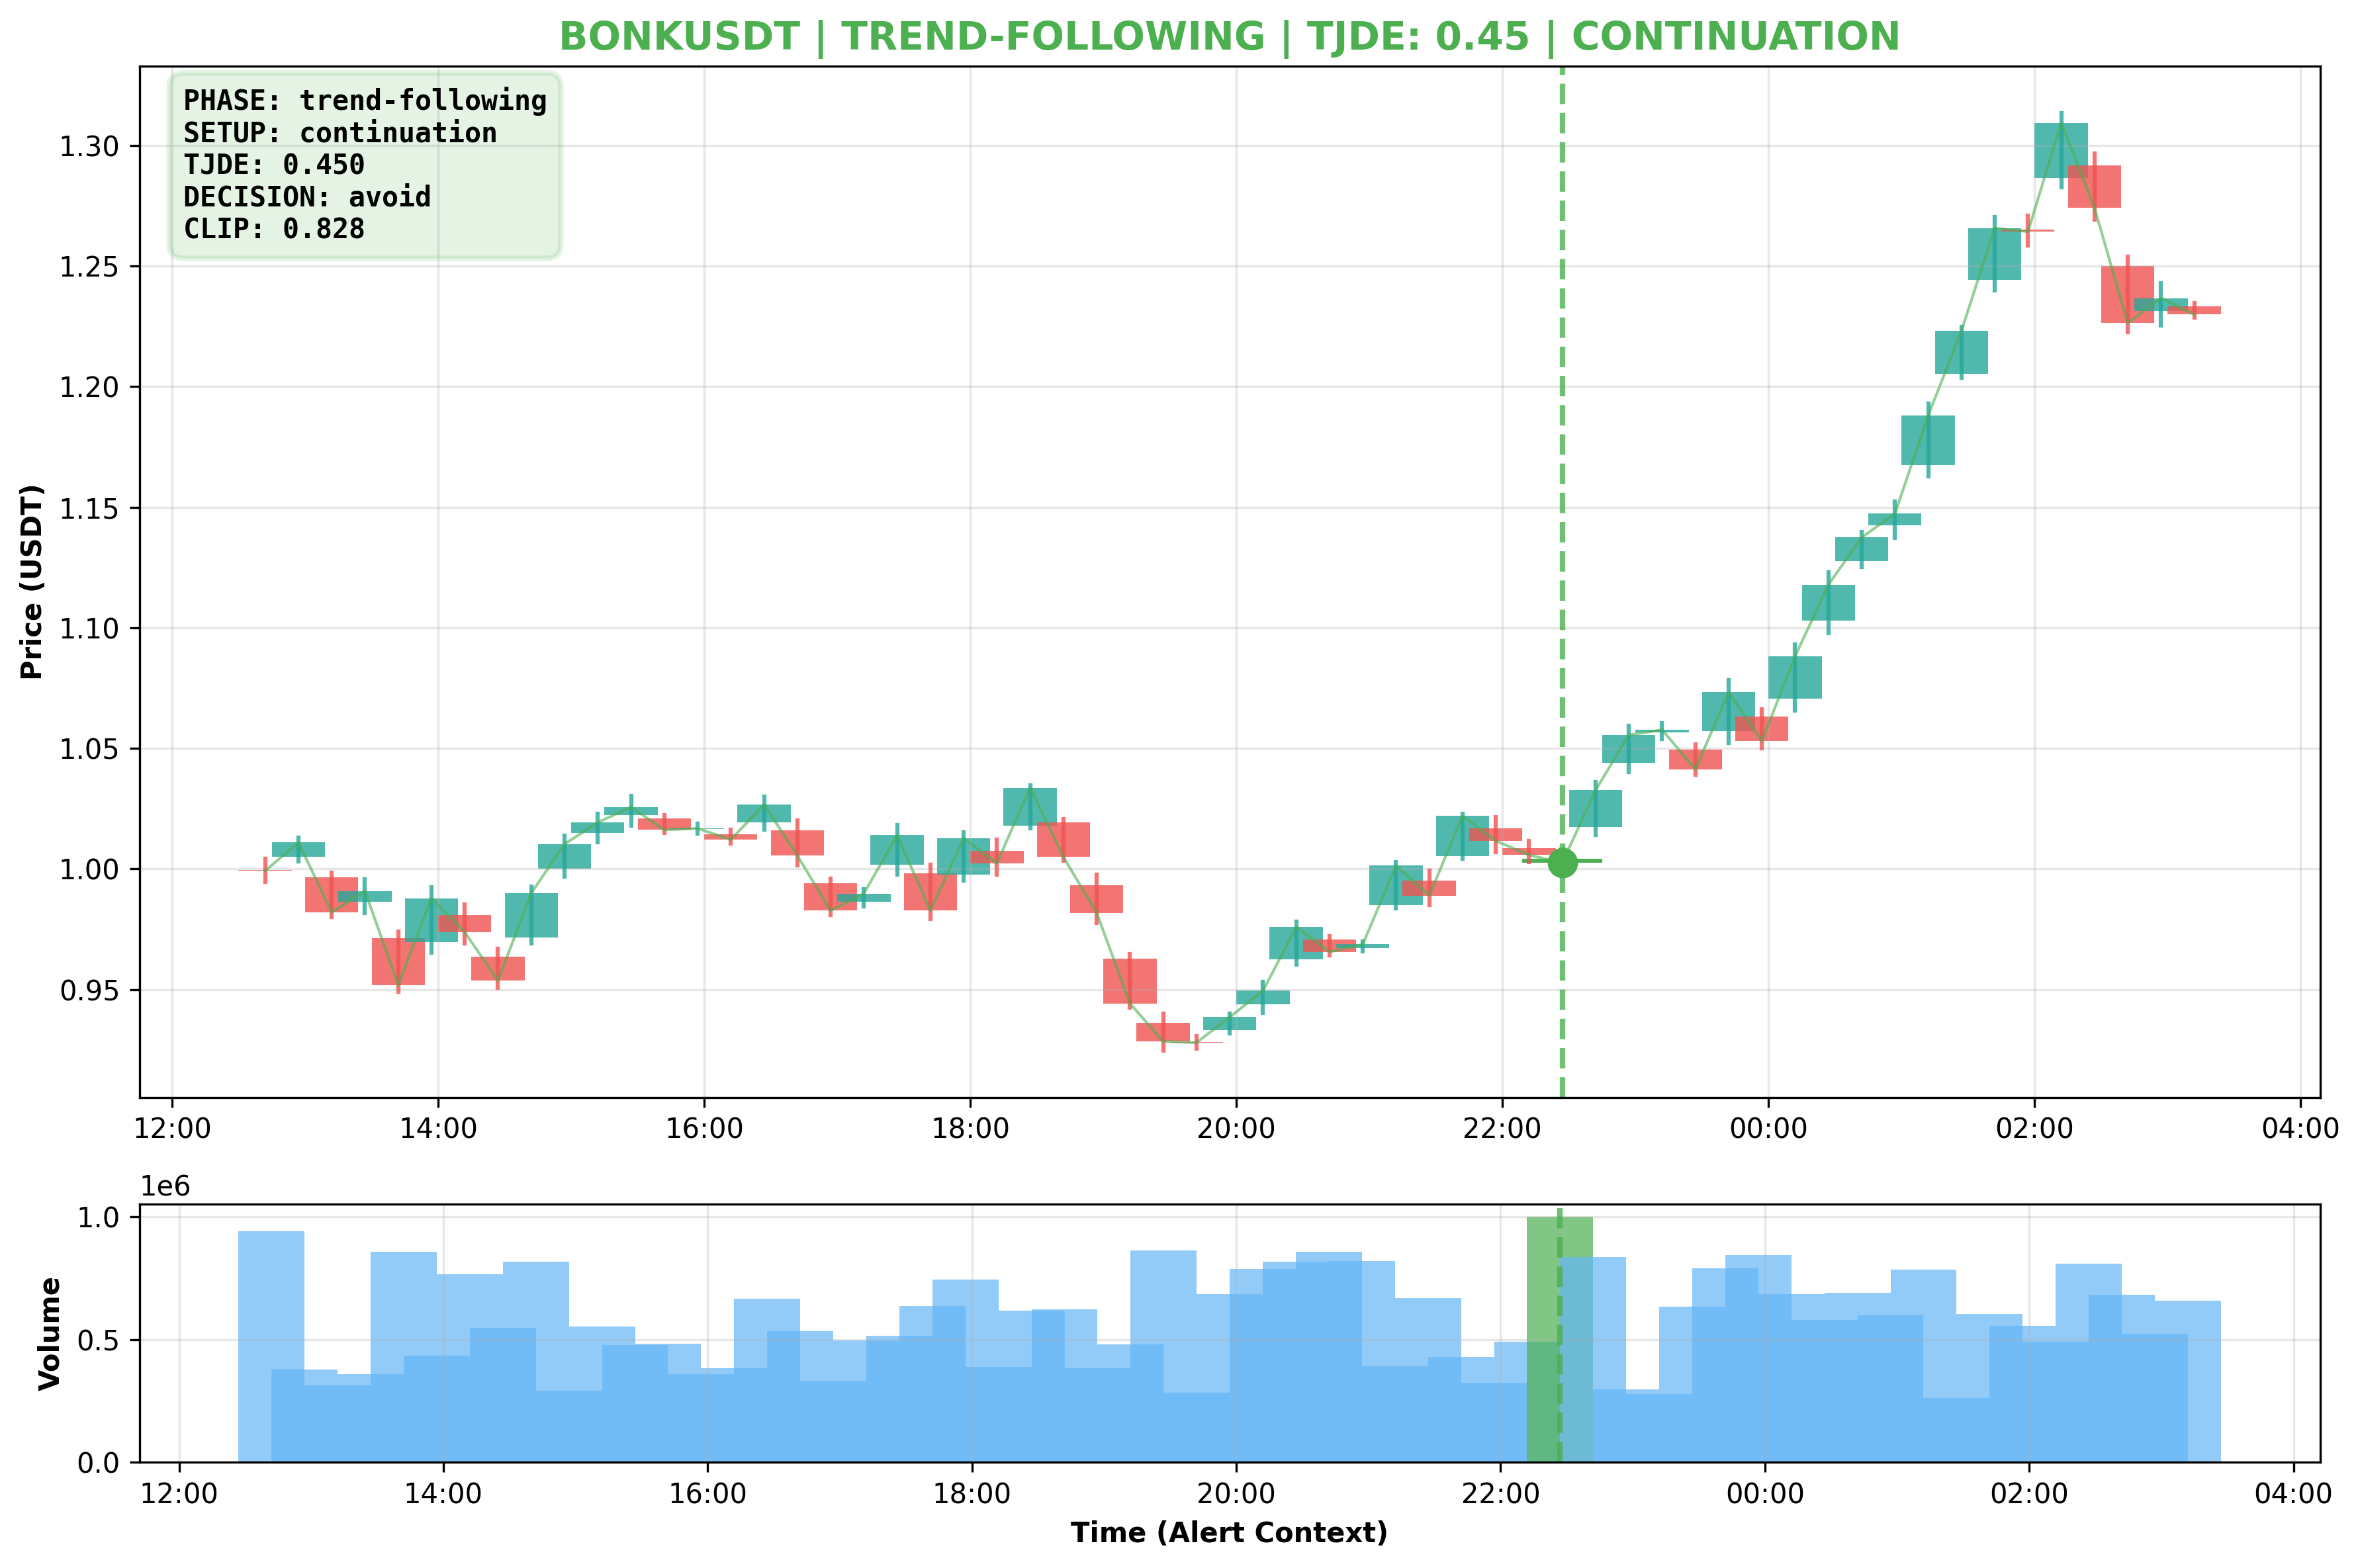 BONKUSDT | TREND-FOLLOWING | TJDE: 0.45 | CONTINUATION
PHASE: trend-following
SETUP: continuation
TJDE: 0.450
DECISION: avoid
CLIP: 0.828
Price (USDT)
1.30
1.25
1.20
1.15
1.10
1.05
1.00
0.95
12:00 14:00 16:00 18:00 20:00 22:00 00:00 02:00 04:00
1e6
Volume
1.0
0.5
0.0
12:00 14:00 16:00 18:00 20:00 22:00 00:00 02:00 04:00
Time (Alert Context)